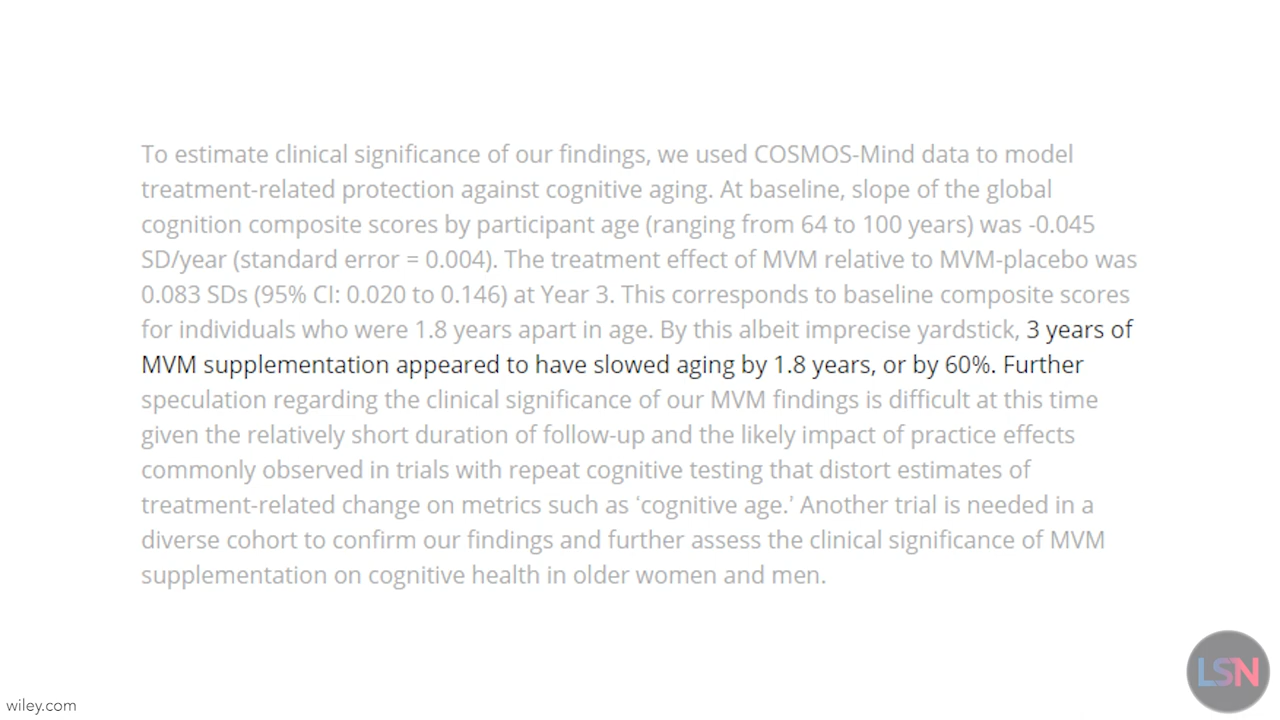 To estimate clinical significance of our findings, we used COSMOS-Mind data to model
treatment-related protection against cognitive aging. At baseline, slope of the global
cognition composite scores by participant age (ranging from 64 to 100 years) was -0.045
SD/year (standard error = 0.004). The treatment effect of MVM relative to MVM-placebo was
0.083 SDs (95% CI: 0.020 to 0.146) at Year 3. This corresponds to baseline composite scores
for individuals who were 1.8 years apart in age. By this albeit imprecise yardstick, 3 years of
MVM supplementation appeared to have slowed aging by 1.8 years, or by 60%. Further
speculation regarding the clinical significance of our MVM findings is difficult at this time
given the relatively short duration of follow-up and the likely impact of practice effects
commonly observed in trials with repeat cognitive testing that distort estimates of
treatment-related change on metrics such as ‘cognitive age.’ Another trial is needed in a
diverse cohort to confirm our findings and further assess the clinical significance of MVM
supplementation on cognitive health in older women and men.
LSN
wiley.com